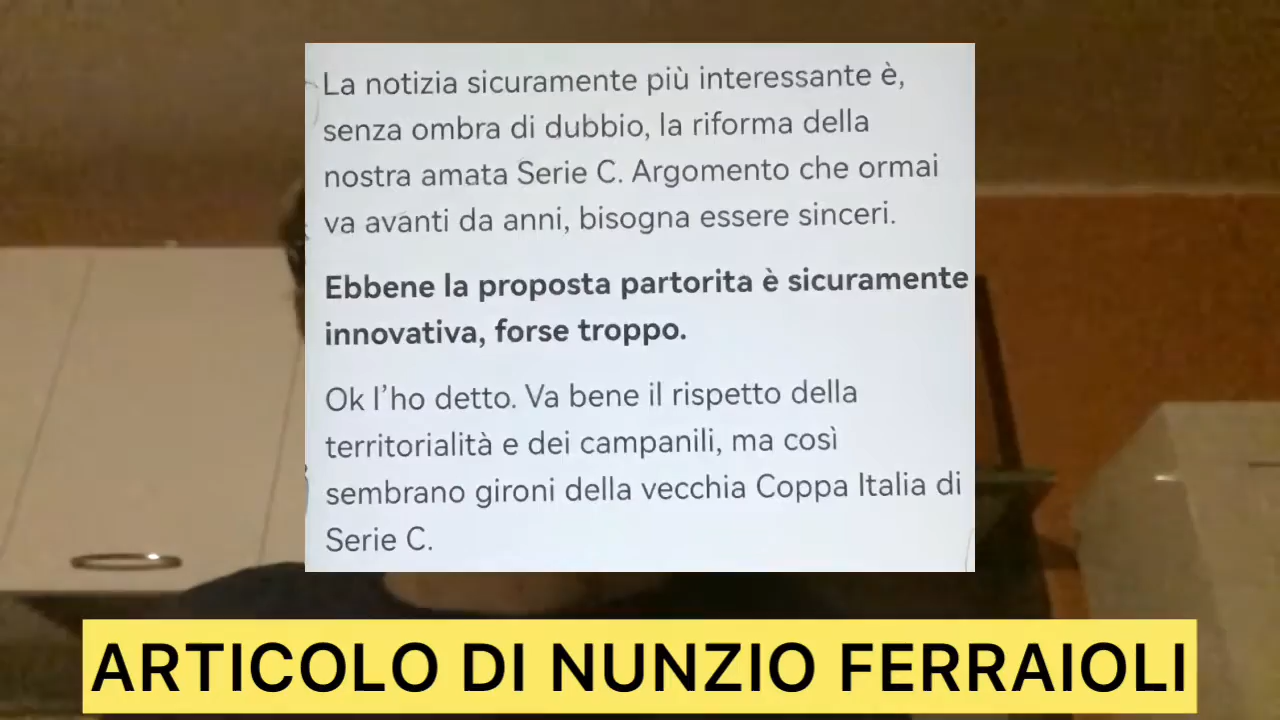 La notizia sicuramente più interessante è,
senza ombra di dubbio, la riforma della
nostra amata Serie C. Argomento che ormai
va avanti da anni, bisogna essere sinceri.
Ebbene la proposta partorita è sicuramente
innovativa, forse troppo.
Ok l’ho detto. Va bene il rispetto della
territorialità e dei campanili, ma così
sembrano gironi della vecchia Coppa Italia di
Serie C.
ARTICOLO DI NUNZIO FERRAIOLI